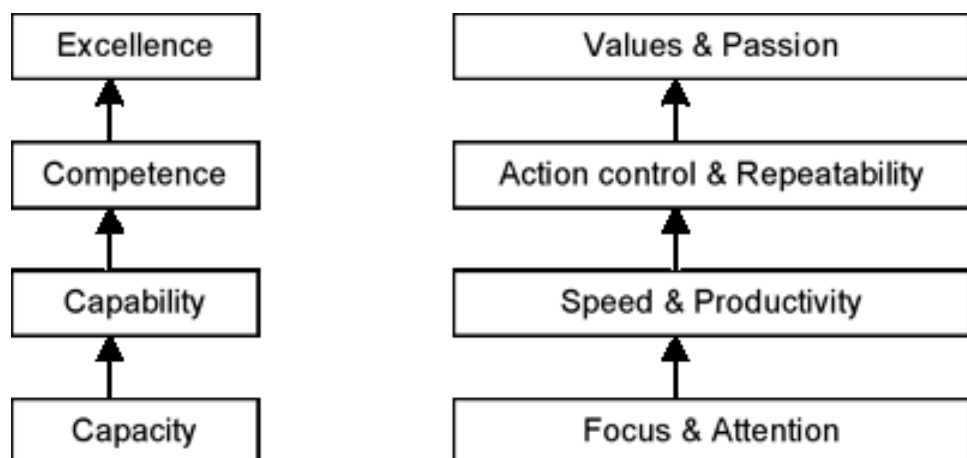 Excellence
Values & Passion
Competence
Action control & Repeatability
Capability
Speed & Productivity
Capacity
Focus & Attention